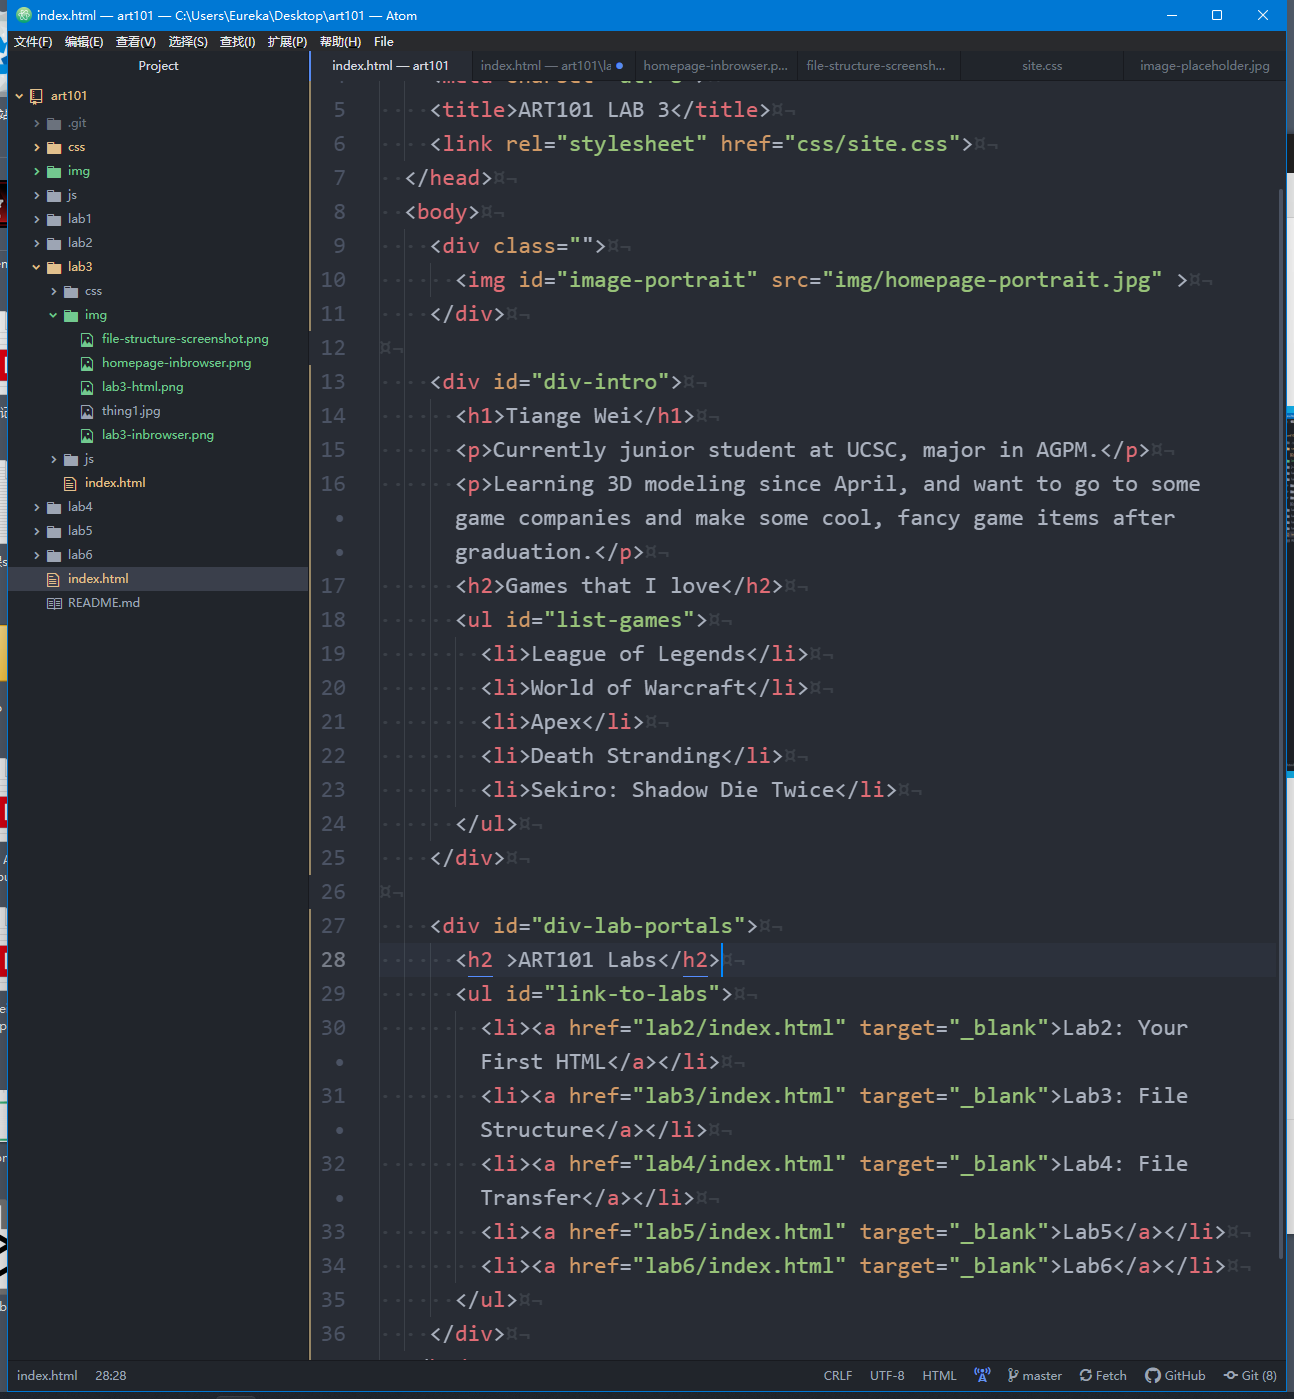 index.html — art101 — C:\Users\Eureka\Desktop\art101 — Atom
文件(F) 编辑(E) 查看(V) 选择(S) 查找(I) 扩展(P) 帮助(H) File
Project
index.html — art101
index.html — art101\la
homepage-inbrowser.p...
file-structure-screensh...
site.css
image-placeholder.jpg
art101
.git
css
img
js
lab1
lab2
lab3
css
img
file-structure-screenshot.png
homepage-inbrowser.png
lab3-html.png
thing1.jpg
lab3-inbrowser.png
js
index.html
lab4
lab5
lab6
index.html
README.md
5 <title>ART101 LAB 3</title>
6 <link rel="stylesheet" href="css/site.css">
7 </head>
8 <body>
9 <div class="">
10 <img id="image-portrait" src="img/homepage-portrait.jpg" >
11 </div>
12
13 <div id="div-intro">
14 <h1>Tiange Wei</h1>
15 <p>Currently junior student at UCSC, major in AGPM.</p>
16 <p>Learning 3D modeling since April, and want to go to some
• game companies and make some cool, fancy game items after
• graduation.</p>
17 <h2>Games that I love</h2>
18 <ul id="list-games">
19 <li>League of Legends</li>
20 <li>World of Warcraft</li>
21 <li>Apex</li>
22 <li>Death Stranding</li>
23 <li>Sekiro: Shadow Die Twice</li>
24 </ul>
25 </div>
26
27 <div id="div-lab-portals">
28 <h2 >ART101 Labs</h2>
29 <ul id="link-to-labs">
30 <li><a href="lab2/index.html" target="_blank">Lab2: Your
• First HTML</a></li>
31 <li><a href="lab3/index.html" target="_blank">Lab3: File
• Structure</a></li>
32 <li><a href="lab4/index.html" target="_blank">Lab4: File
• Transfer</a></li>
33 <li><a href="lab5/index.html" target="_blank">Lab5</a></li>
34 <li><a href="lab6/index.html" target="_blank">Lab6</a></li>
35 </ul>
36 </div>
index.html 28:28 CRLF UTF-8 HTML master Fetch GitHub Git (8)